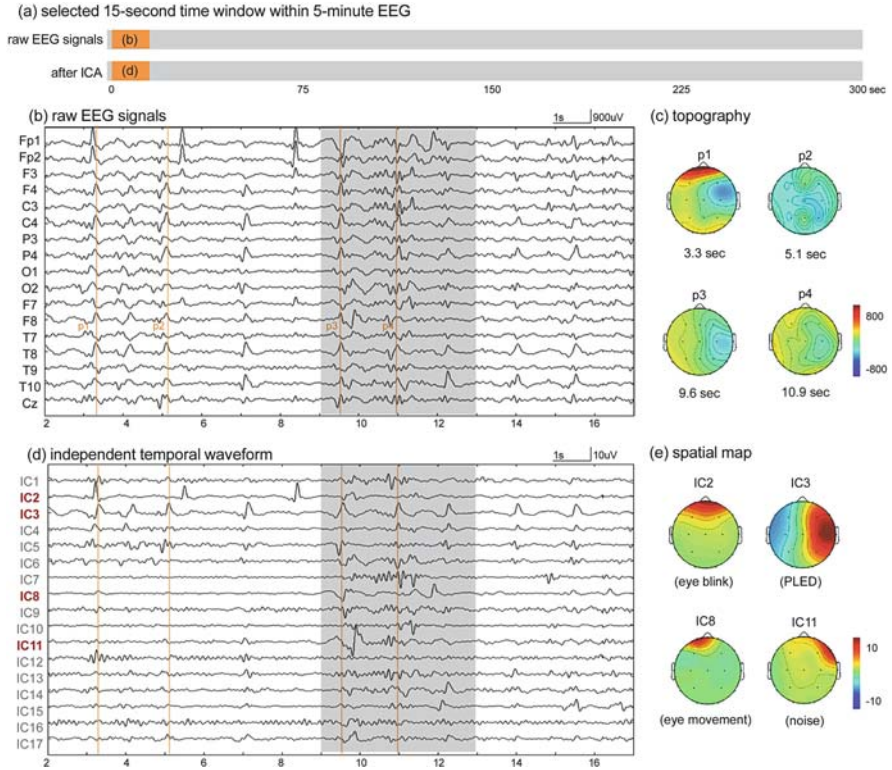 (a) selected 15-second time window within 5-minute EEG
raw EEG signals
(b)
after ICA
(d)
0 75 150 225 300 sec
(b) raw EEG signals
1s 900uV
Fp1
Fp2
F3
F4
C3
C4
P3
P4
O1
O2
F7
F8
p1 p2 p3 p4
T7
T8
T9
T10
Cz
2 4 6 8 10 12 14 16
(c) topography
p1 p2
3.3 sec 5.1 sec
p3 p4
800
-800
9.6 sec 10.9 sec
(d) independent temporal waveform
1s 10uV
IC1
IC2
IC3
IC4
IC5
IC6
IC7
IC8
IC9
IC10
IC11
IC12
IC13
IC14
IC15
IC16
IC17
2 4 6 8 10 12 14 16
(e) spatial map
IC2 IC3
(eye blink) (PLED)
IC8 IC11
10
-10
(eye movement) (noise)